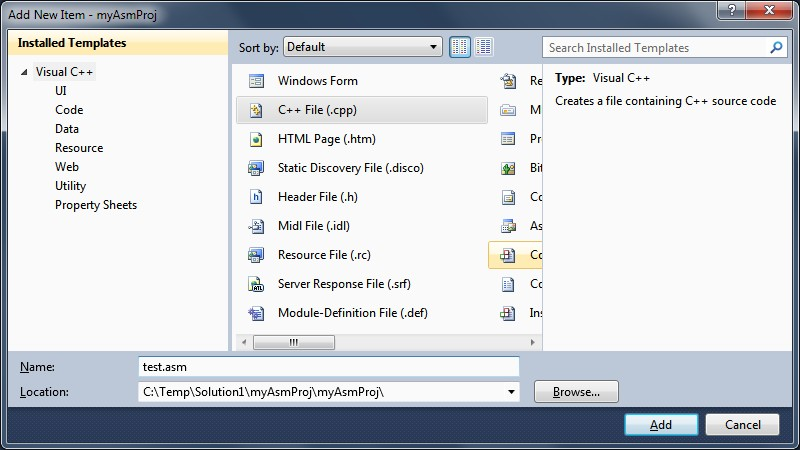 Add New Item - myAsmProj
Installed Templates
Visual C++
UI
Code
Data
Resource
Web
Utility
Property Sheets
Sort by: Default
Windows Form
C++ File (.cpp)
HTML Page (.htm)
Static Discovery File (.disco)
Header File (.h)
Midl File (.idl)
Resource File (.rc)
Server Response File (.srf)
Module-Definition File (.def)
Re
M
Pr
Bit
Co
As
Co
Co
Ins
Search Installed Templates
Type: Visual C++
Creates a file containing C++ source code
Name: test.asm
Location: C:\Temp\Solution1\myAsmProj\myAsmProj\
Browse...
Add
Cancel